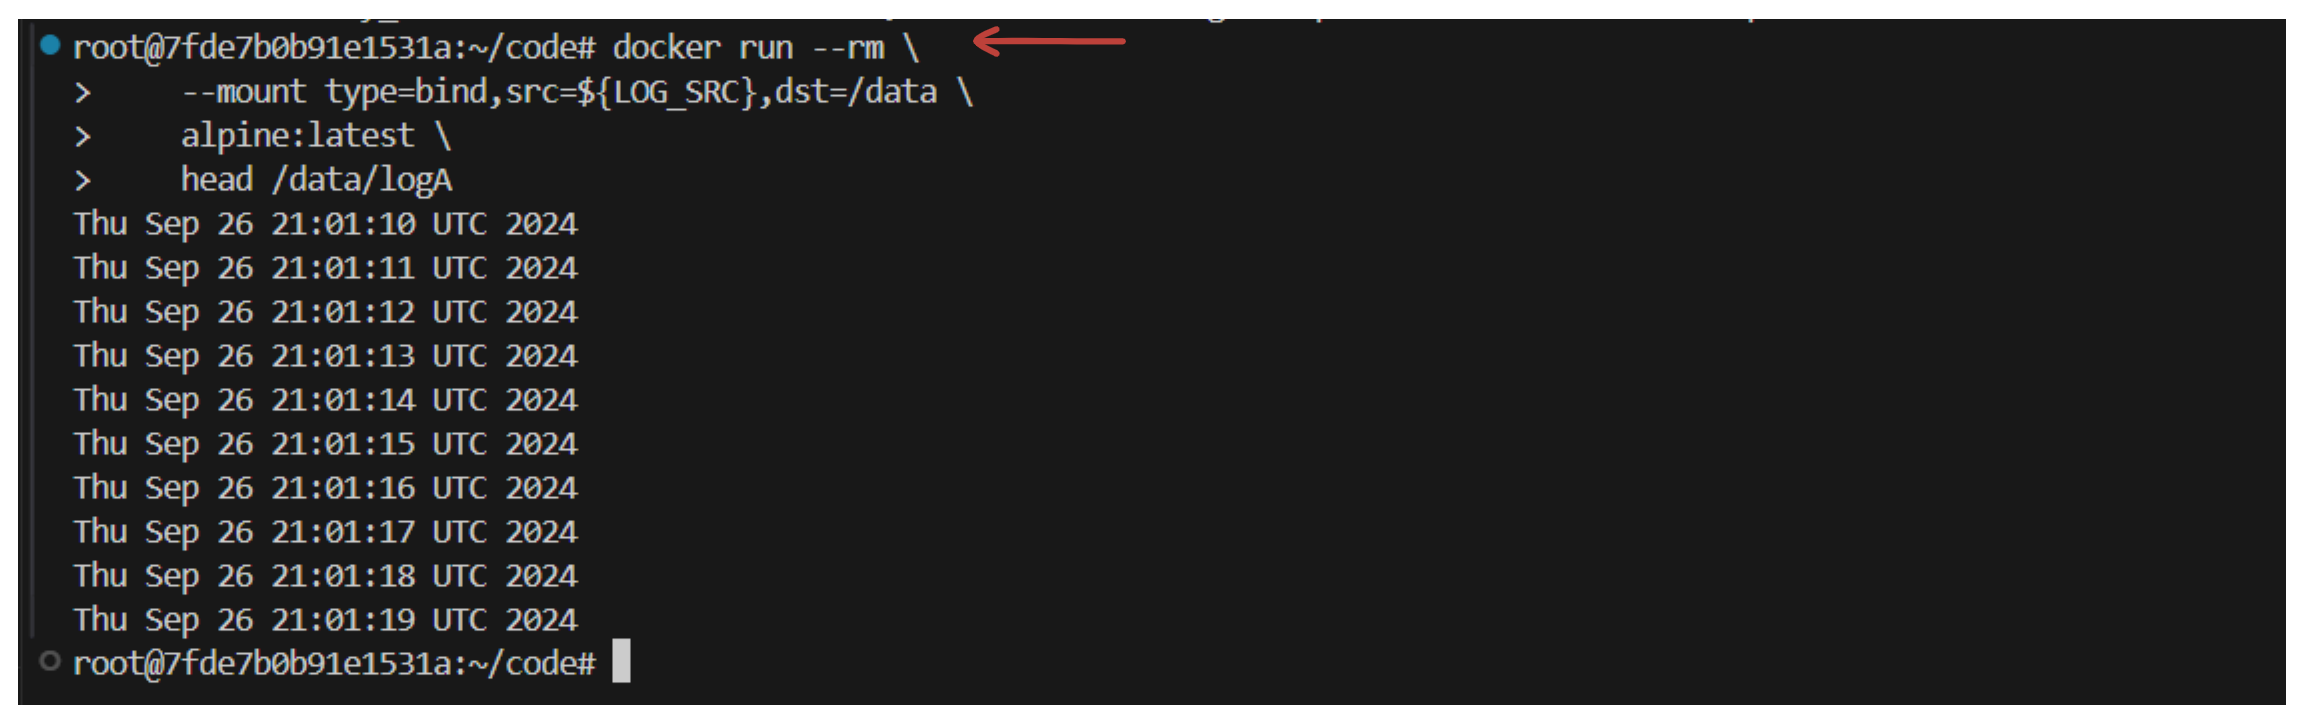 root@7fde7b0b91e1531a:~/code# docker run --rm \
>     --mount type=bind,src=${LOG_SRC},dst=/data \
>     alpine:latest \
>     head /data/logA
Thu Sep 26 21:01:10 UTC 2024
Thu Sep 26 21:01:11 UTC 2024
Thu Sep 26 21:01:12 UTC 2024
Thu Sep 26 21:01:13 UTC 2024
Thu Sep 26 21:01:14 UTC 2024
Thu Sep 26 21:01:15 UTC 2024
Thu Sep 26 21:01:16 UTC 2024
Thu Sep 26 21:01:17 UTC 2024
Thu Sep 26 21:01:18 UTC 2024
Thu Sep 26 21:01:19 UTC 2024
root@7fde7b0b91e1531a:~/code#